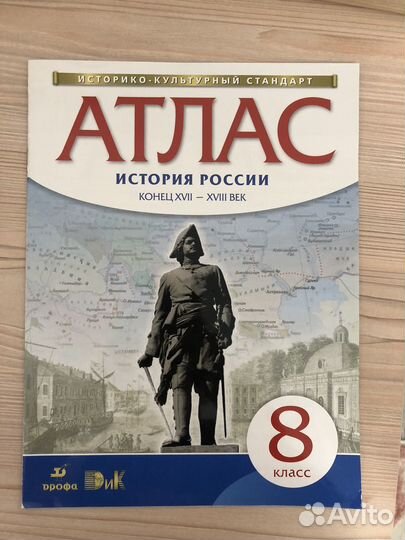 ИСТОРИКО-КУЛЬТУРНЫЙ СТАНДАРТ
АТЛАС
ИСТОРИЯ РОССИИ
КОНЕЦ XVII – XVIII ВЕК
8
КЛАСС
дрофа
ДиК
Avito